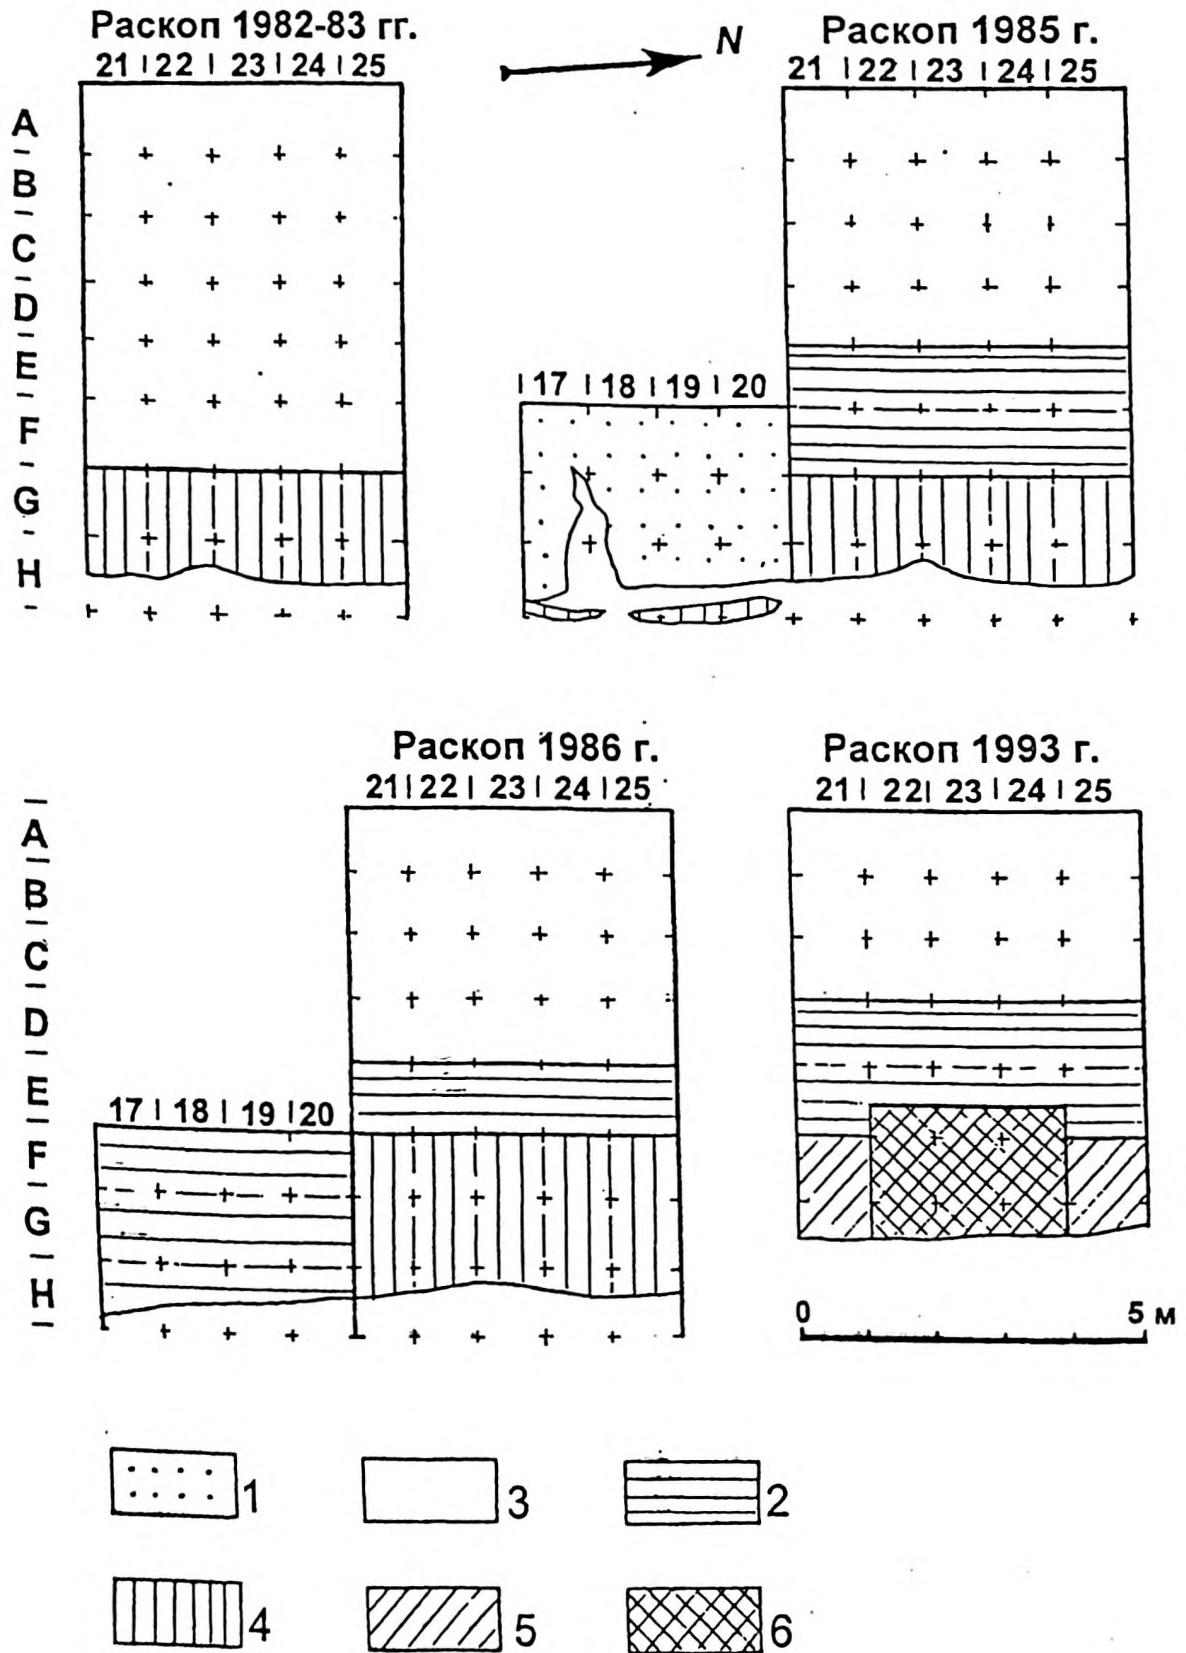 Раскоп 1982-83 гг.
21 | 22 | 23 | 24 | 25
N
Раскоп 1985 г.
21 | 22 | 23 | 24 | 25
A
B
C
D
E
F
G
H
| 17 | 18 | 19 | 20
Раскоп 1986 г.
21 | 22 | 23 | 24 | 25
Раскоп 1993 г.
21 | 22 | 23 | 24 | 25
A
B
C
D
E
F
G
H
17 | 18 | 19 | 20
0 5 м
1 3 2
4 5 6